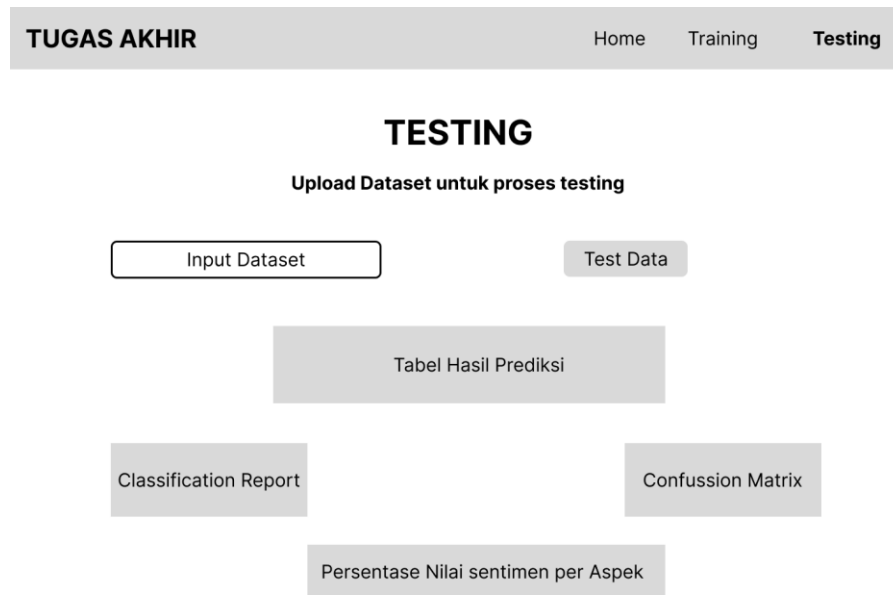 TUGAS AKHIR
Home
Training
Testing
TESTING
Upload Dataset untuk proses testing
Input Dataset
Test Data
Tabel Hasil Prediksi
Classification Report
Confussion Matrix
Persentase Nilai sentimen per Aspek